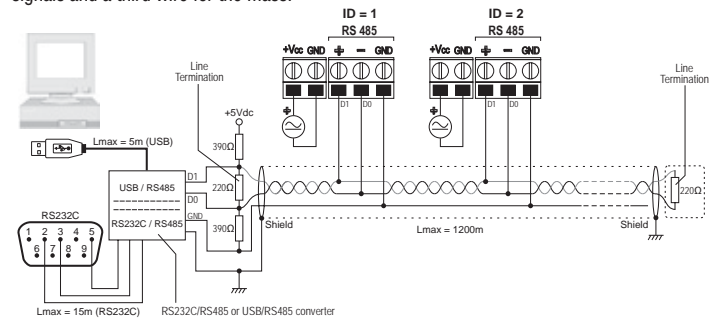 signals and a third wire for the mass.
ID = 1
RS 485
+Vcc GND + − GND
ID = 2
RS 485
+Vcc GND + − GND
Line
Termination
Line
Termination
+
D1
D0
+
D1
D0
+5Vdc
390Ω
Lmax = 5m (USB)
D1
USB / RS485
220Ω
220Ω
D0
GND
RS232C / RS485
390Ω
Shield
Lmax = 1200m
Shield
RS232C
1 2 3 4 5
6 7 8 9
Lmax = 15m (RS232C)
RS232C/RS485 or USB/RS485 converter